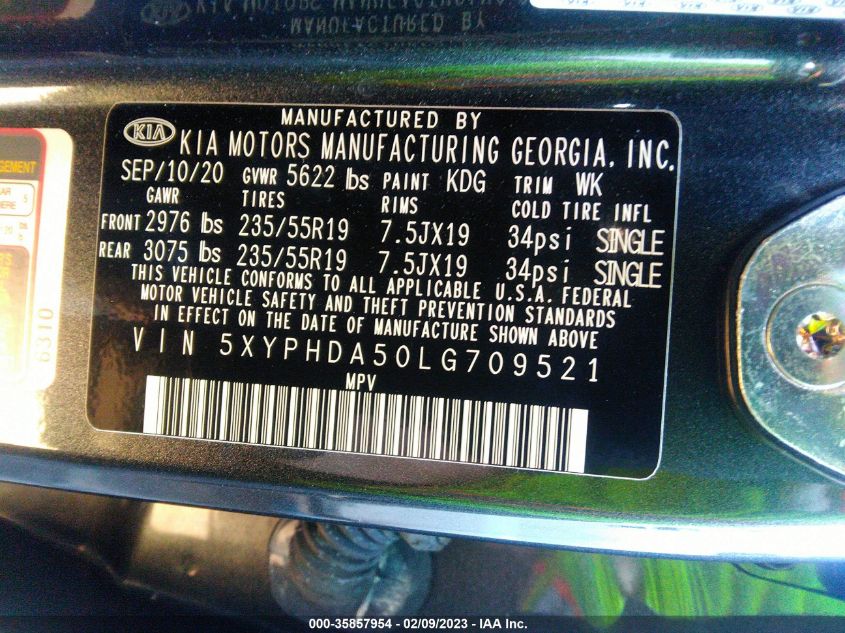 MANUFACTURED BY
KIA KIA MOTORS MANUFACTURING GEORGIA, INC.
SEP/10/20 GVWR 5622 lbs PAINT KDG TRIM WK
GAWR TIRES RIMS COLD TIRE INFL
FRONT 2976 lbs 235/55R19 7.5JX19 34psi SINGLE
REAR 3075 lbs 235/55R19 7.5JX19 34psi SINGLE
THIS VEHICLE CONFORMS TO ALL APPLICABLE U.S.A. FEDERAL
MOTOR VEHICLE SAFETY AND THEFT PREVENTION STANDARDS
IN EFFECT ON THE DATE OF MANUFACTURE SHOWN ABOVE
VIN 5XYPHDA50LG709521
MPV
6310
000-35857954 - 02/09/2023 - IAA Inc.